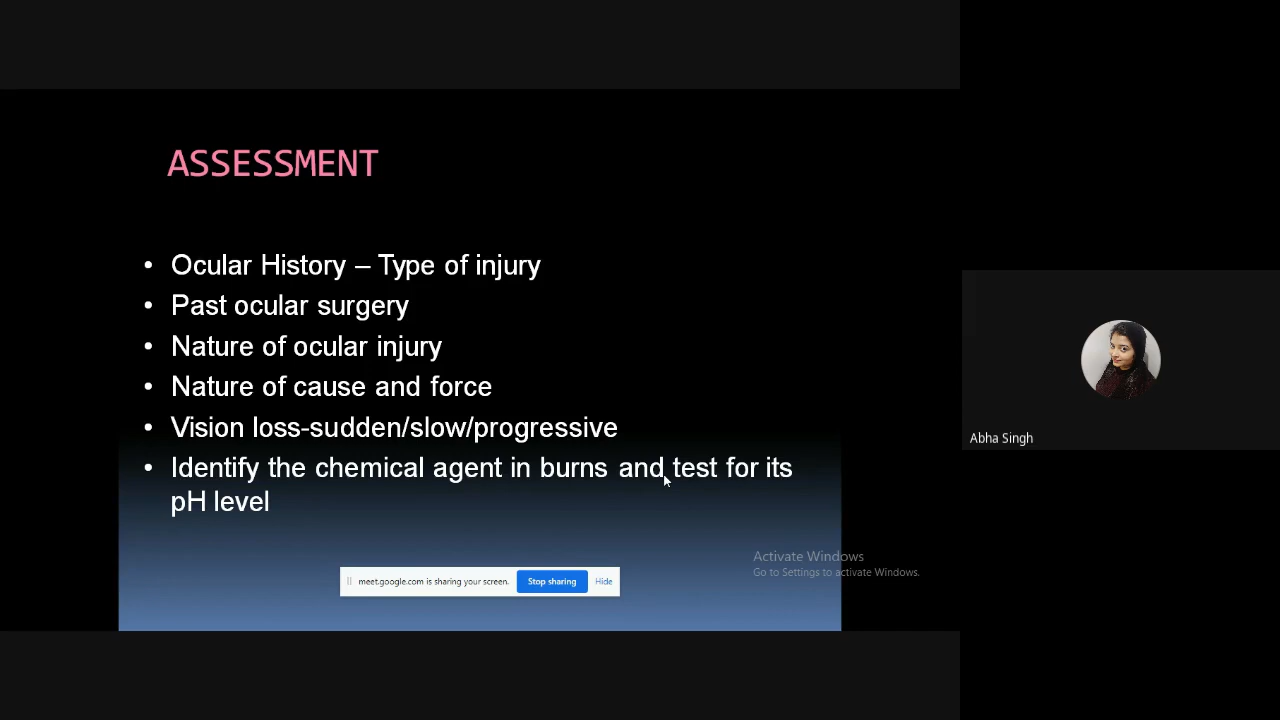 ASSESSMENT
• Ocular History – Type of injury
• Past ocular surgery
• Nature of ocular injury
• Nature of cause and force
• Vision loss-sudden/slow/progressive
• Identify the chemical agent in burns and test for its
pH level
Abha Singh
Activate Windows
Go to Settings to activate Windows.
meet.google.com is sharing your screen. Stop sharing Hide